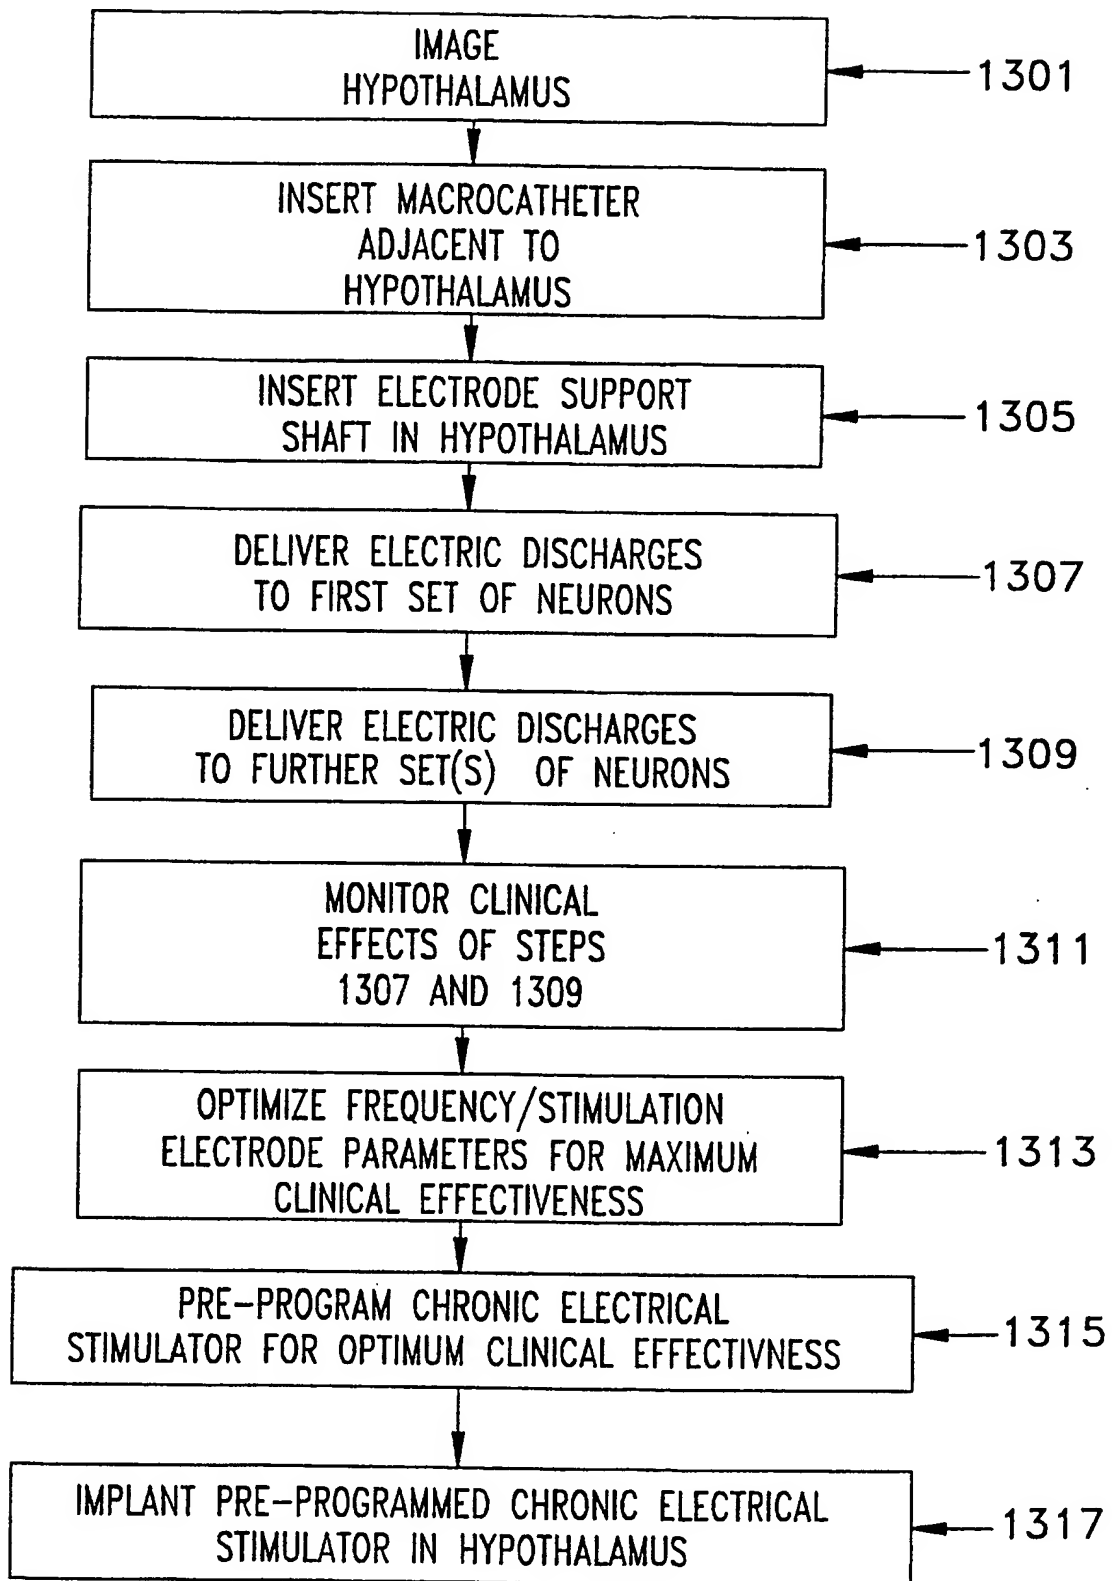 IMAGE
HYPOTHALAMUS
1301
INSERT MACROCATHETER
ADJACENT TO
HYPOTHALAMUS
1303
INSERT ELECTRODE SUPPORT
SHAFT IN HYPOTHALAMUS
1305
DELIVER ELECTRIC DISCHARGES
TO FIRST SET OF NEURONS
1307
DELIVER ELECTRIC DISCHARGES
TO FURTHER SET(S) OF NEURONS
1309
MONITOR CLINICAL
EFFECTS OF STEPS
1307 AND 1309
1311
OPTIMIZE FREQUENCY/STIMULATION
ELECTRODE PARAMETERS FOR MAXIMUM
CLINICAL EFFECTIVENESS
1313
PRE-PROGRAM CHRONIC ELECTRICAL
STIMULATOR FOR OPTIMUM CLINICAL EFFECTIVNESS
1315
IMPLANT PRE-PROGRAMMED CHRONIC ELECTRICAL
STIMULATOR IN HYPOTHALAMUS
1317